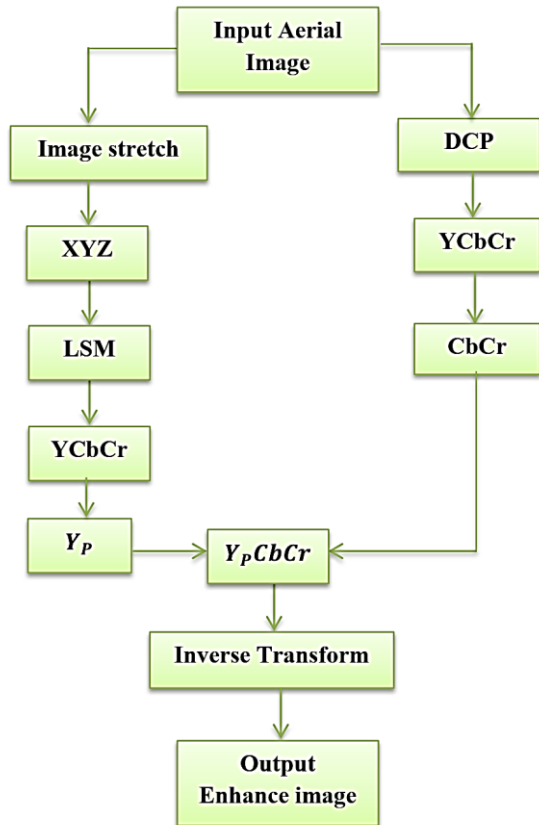 Input Aerial
Image
Image stretch
DCP
XYZ
YCbCr
LSM
CbCr
YCbCr
Y_P
Y_PCbCr
Inverse Transform
Output
Enhance image